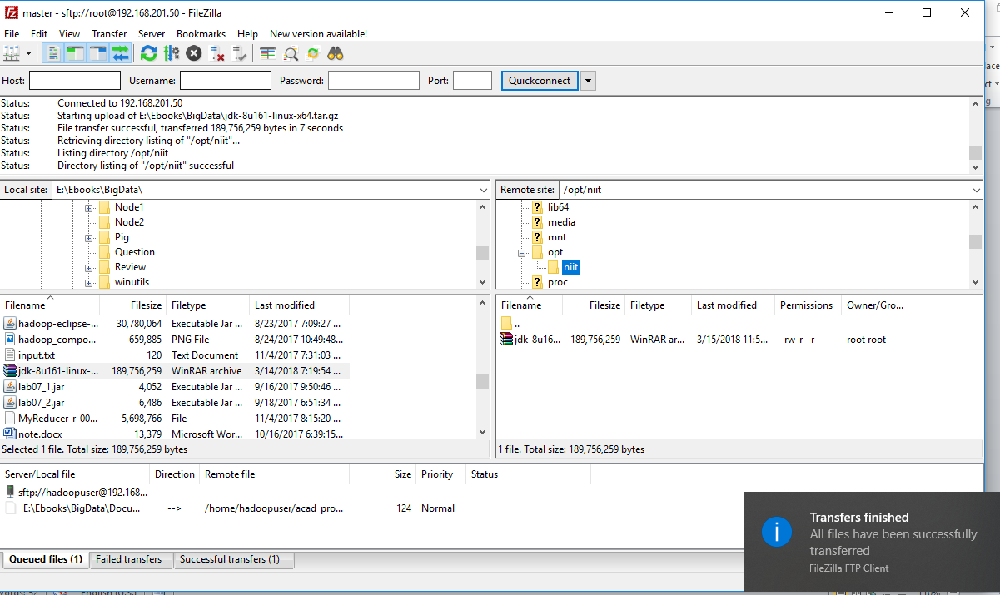 master - sftp://root@192.168.201.50 - FileZilla
File Edit View Transfer Server Bookmarks Help New version available!
Host: Username: Password: Port: Quickconnect
Status: Connected to 192.168.201.50
Status: Starting upload of E:\Ebooks\BigData\jdk-8u161-linux-x64.tar.gz
Status: File transfer successful, transferred 189,756,259 bytes in 7 seconds
Status: Retrieving directory listing of "/opt/niit"...
Status: Listing directory /opt/niit
Status: Directory listing of "/opt/niit" successful
Local site: E:\Ebooks\BigData\
Node1
Node2
Pig
Question
Review
winutils
Remote site: /opt/niit
lib64
media
mnt
opt
niit
proc
Filename Filesize Filetype Last modified
hadoop-eclipse-... 30,780,064 Executable Jar ... 8/23/2017 7:09:27 ...
hadoop_compo... 659,885 PNG File 8/24/2017 10:49:48...
input.txt 120 Text Document 11/4/2017 7:31:03 ...
jdk-8u161-linux-... 189,756,259 WinRAR archive 3/14/2018 7:19:54 ...
lab07_1.jar 4,052 Executable Jar ... 9/16/2017 9:50:46 ...
lab07_2.jar 6,486 Executable Jar ... 9/18/2017 6:51:34 ...
MyReducer-r-00... 5,698,766 File 11/4/2017 8:15:20 ...
note.docx 13,379 Microsoft Wor... 10/16/2017 6:39:15...
Selected 1 file. Total size: 189,756,259 bytes
Filename Filesize Filetype Last modified Permissions Owner/Gro...
..
jdk-8u16... 189,756,259 WinRAR ar... 3/15/2018 11:5... -rw-r--r-- root root
1 file. Total size: 189,756,259 bytes
Server/Local file Direction Remote file Size Priority Status
sftp://hadoopuser@192.168...
E:\Ebooks\BigData\Docu... --> /home/hadoopuser/acad_pro... 124 Normal
Queued files (1) Failed transfers Successful transfers (1)
Transfers finished
All files have been successfully
transferred
FileZilla FTP Client